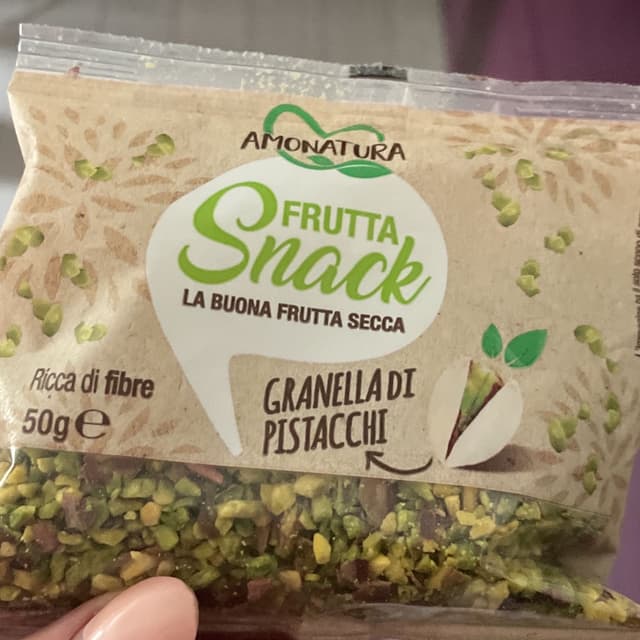 AMONATURA
FRUTTA
Snack
LA BUONA FRUTTA SECCA
Ricca di fibre
50g ℮
GRANELLA DI
PISTACCHI